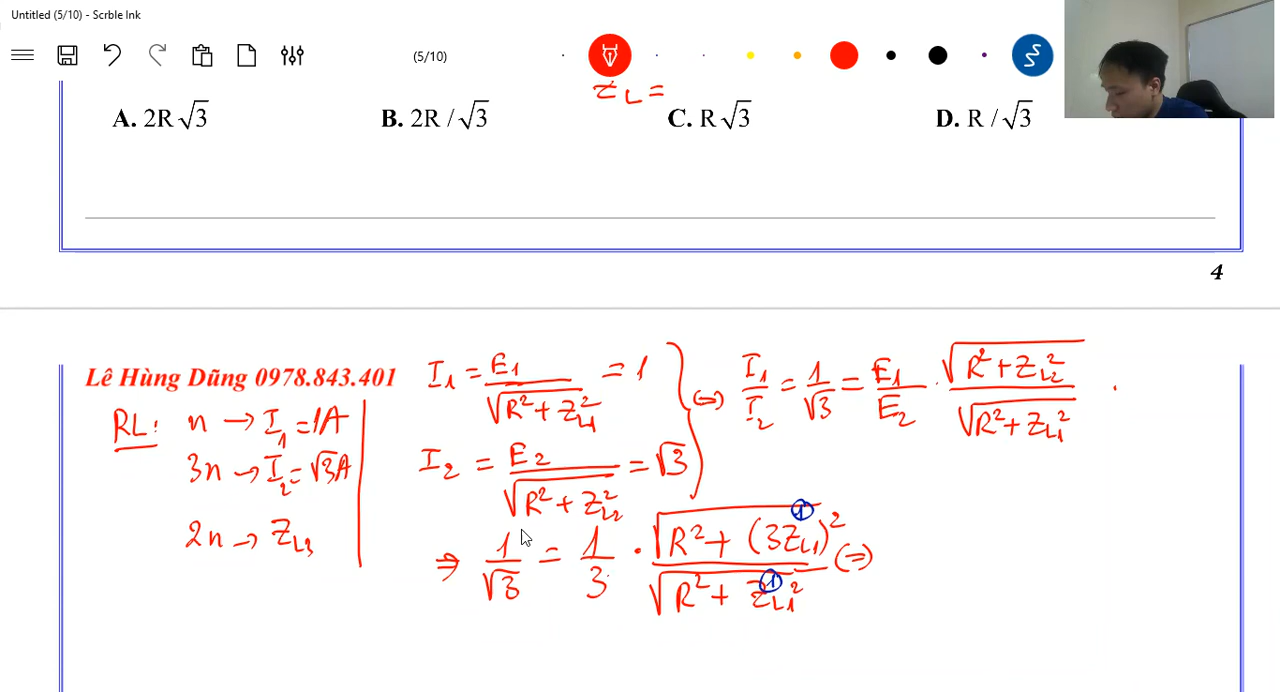 Untitled (5/10) - Scrble Ink
(5/10)
Z_L =
A. 2R√3 B. 2R/√3 C. R√3 D. R/√3
4
Lê Hùng Dũng 0978.843.401
RL: n → I₁ = 1A
3n → I₂ = √3A
2n → Z_L3
I₁ = E₁/√(R² + Z_L1²) = 1
I₂ = E₂/√(R² + Z_L2²) = √3
⇔ I₁/I₂ = 1/√3 = E₁/E₂ · √(R² + Z_L2²)/√(R² + Z_L1²) .
⇒ 1/√3 = 1/3 · √(R² + (3Z_L1)²)/√(R² + Z_L1²) ⇔
1
1